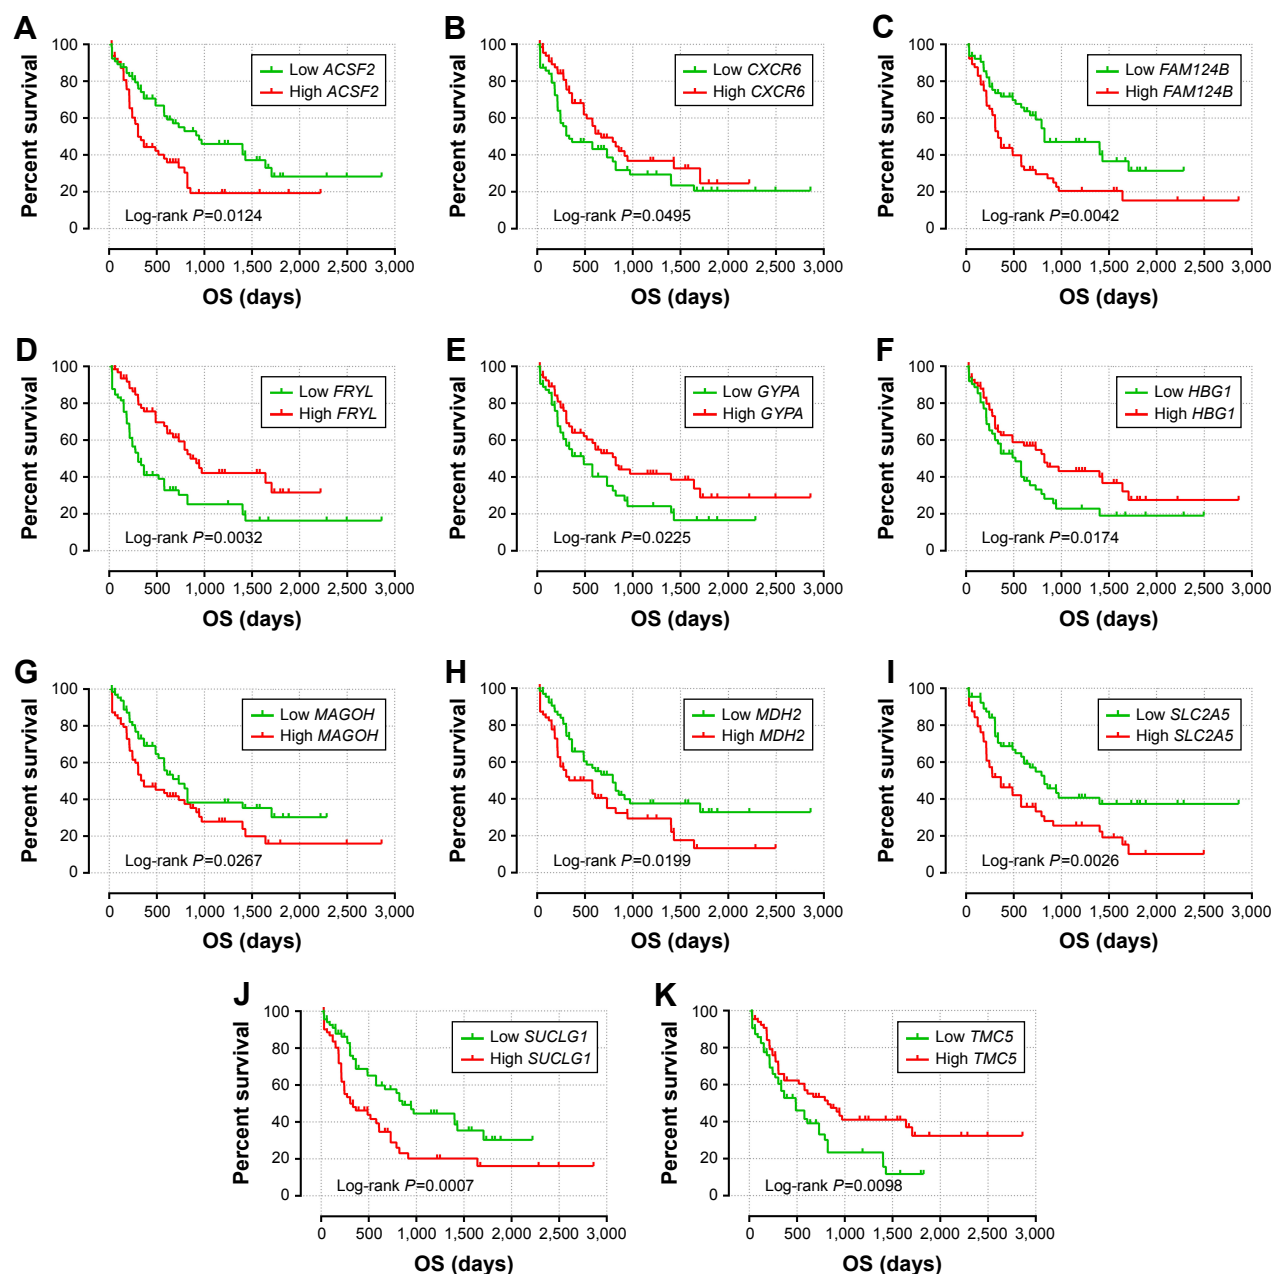 A
Percent survival
100
80
60
40
20
0
Low ACSF2
High ACSF2
Log-rank P=0.0124
0 500 1,000 1,500 2,000 2,500 3,000
OS (days)
B
Percent survival
100
80
60
40
20
0
Low CXCR6
High CXCR6
Log-rank P=0.0495
0 500 1,000 1,500 2,000 2,500 3,000
OS (days)
C
Percent survival
100
80
60
40
20
0
Low FAM124B
High FAM124B
Log-rank P=0.0042
0 500 1,000 1,500 2,000 2,500 3,000
OS (days)
D
Percent survival
100
80
60
40
20
0
Low FRYL
High FRYL
Log-rank P=0.0032
0 500 1,000 1,500 2,000 2,500 3,000
OS (days)
E
Percent survival
100
80
60
40
20
0
Low GYPA
High GYPA
Log-rank P=0.0225
0 500 1,000 1,500 2,000 2,500 3,000
OS (days)
F
Percent survival
100
80
60
40
20
0
Low HBG1
High HBG1
Log-rank P=0.0174
0 500 1,000 1,500 2,000 2,500 3,000
OS (days)
G
Percent survival
100
80
60
40
20
0
Low MAGOH
High MAGOH
Log-rank P=0.0267
0 500 1,000 1,500 2,000 2,500 3,000
OS (days)
H
Percent survival
100
80
60
40
20
0
Low MDH2
High MDH2
Log-rank P=0.0199
0 500 1,000 1,500 2,000 2,500 3,000
OS (days)
I
Percent survival
100
80
60
40
20
0
Low SLC2A5
High SLC2A5
Log-rank P=0.0026
0 500 1,000 1,500 2,000 2,500 3,000
OS (days)
J
Percent survival
100
80
60
40
20
0
Low SUCLG1
High SUCLG1
Log-rank P=0.0007
0 500 1,000 1,500 2,000 2,500 3,000
OS (days)
K
Percent survival
100
80
60
40
20
0
Low TMC5
High TMC5
Log-rank P=0.0098
0 500 1,000 1,500 2,000 2,500 3,000
OS (days)